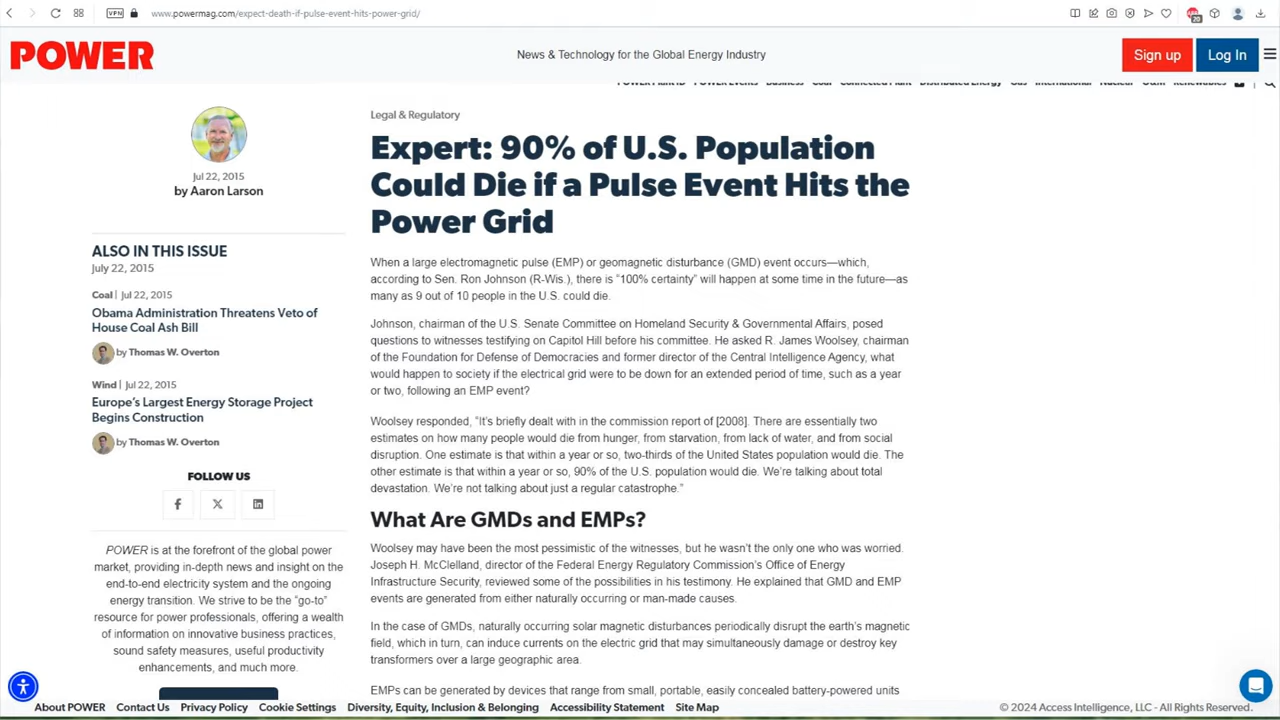 VPN
www.powermag.com/expect-death-if-pulse-event-hits-power-grid/
20
POWER
News & Technology for the Global Energy Industry
Sign up
Log In
POWER Plant ID POWER Events Business Coal Connected Plant Distributed Energy Gas International Nuclear O&M Renewables
Jul 22, 2015
by Aaron Larson
ALSO IN THIS ISSUE
July 22, 2015
Coal | Jul 22, 2015
Obama Administration Threatens Veto of
House Coal Ash Bill
by Thomas W. Overton
Wind | Jul 22, 2015
Europe's Largest Energy Storage Project
Begins Construction
by Thomas W. Overton
FOLLOW US
POWER is at the forefront of the global power
market, providing in-depth news and insight on the
end-to-end electricity system and the ongoing
energy transition. We strive to be the “go-to”
resource for power professionals, offering a wealth
of information on innovative business practices,
sound safety measures, useful productivity
enhancements, and much more.
Legal & Regulatory
Expert: 90% of U.S. Population
Could Die if a Pulse Event Hits the
Power Grid
When a large electromagnetic pulse (EMP) or geomagnetic disturbance (GMD) event occurs—which,
according to Sen. Ron Johnson (R-Wis.), there is “100% certainty” will happen at some time in the future—as
many as 9 out of 10 people in the U.S. could die.
Johnson, chairman of the U.S. Senate Committee on Homeland Security & Governmental Affairs, posed
questions to witnesses testifying on Capitol Hill before his committee. He asked R. James Woolsey, chairman
of the Foundation for Defense of Democracies and former director of the Central Intelligence Agency, what
would happen to society if the electrical grid were to be down for an extended period of time, such as a year
or two, following an EMP event?
Woolsey responded, “It’s briefly dealt with in the commission report of [2008]. There are essentially two
estimates on how many people would die from hunger, from starvation, from lack of water, and from social
disruption. One estimate is that within a year or so, two-thirds of the United States population would die. The
other estimate is that within a year or so, 90% of the U.S. population would die. We’re talking about total
devastation. We’re not talking about just a regular catastrophe.”
What Are GMDs and EMPs?
Woolsey may have been the most pessimistic of the witnesses, but he wasn’t the only one who was worried.
Joseph H. McClelland, director of the Federal Energy Regulatory Commission’s Office of Energy
Infrastructure Security, reviewed some of the possibilities in his testimony. He explained that GMD and EMP
events are generated from either naturally occurring or man-made causes.
In the case of GMDs, naturally occurring solar magnetic disturbances periodically disrupt the earth’s magnetic
field, which in turn, can induce currents on the electric grid that may simultaneously damage or destroy key
transformers over a large geographic area.
EMPs can be generated by devices that range from small, portable, easily concealed battery-powered units
About POWER Contact Us Privacy Policy Cookie Settings Diversity, Equity, Inclusion & Belonging Accessibility Statement Site Map
© 2024 Access Intelligence, LLC - All Rights Reserved.